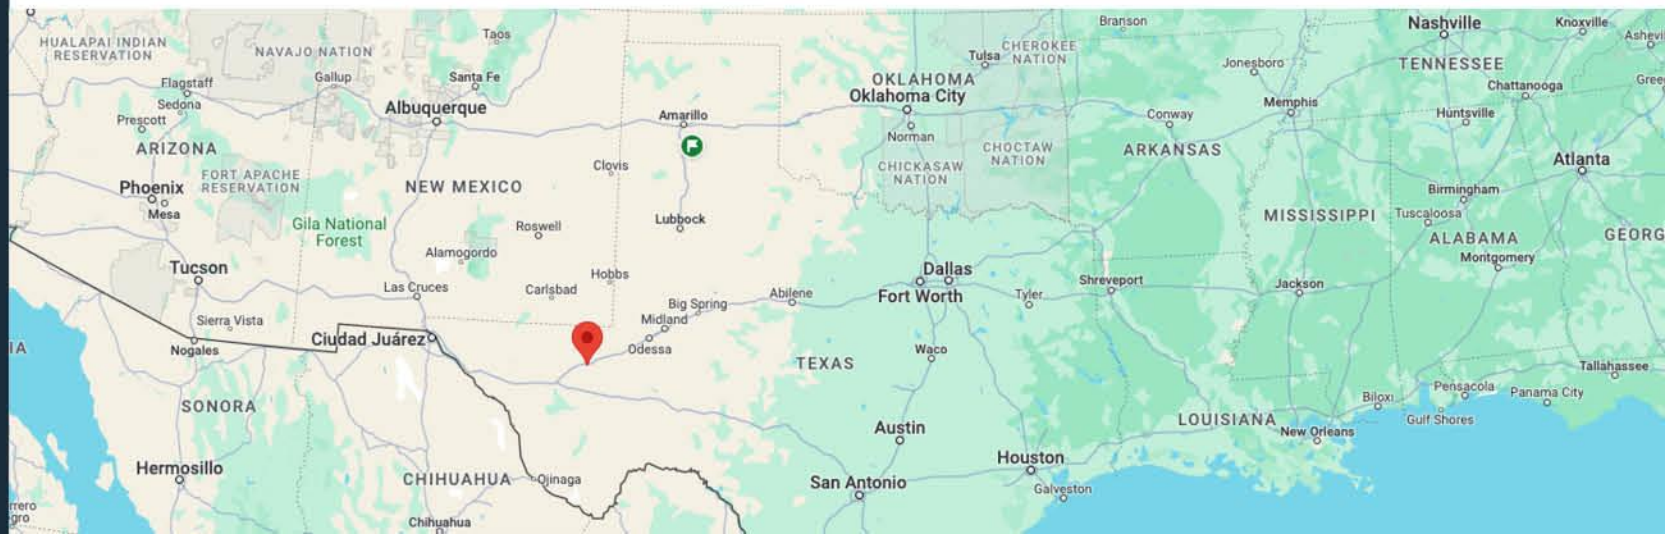 Branson
Nashville
Knoxville
Taos
HUALAPAI INDIAN
RESERVATION
NAVAJO NATION
CHEROKEE
NATION
Tulsa
TENNESSEE
Jonesboro
Gallup
Santa Fe
Flagstaff
OKLAHOMA
Chattanooga
Oklahoma City
Sedona
Albuquerque
Memphis
Prescott
Amarillo
Conway
Huntsville
Norman
ARIZONA
CHOCTAW
NATION
ARKANSAS
Clovis
CHICKASAW
NATION
Atlanta
FORT APACHE
RESERVATION
Phoenix
NEW MEXICO
Birmingham
Mesa
Tuscaloosa
MISSISSIPPI
Lubbock
Gila National
Forest
Roswell
ALABAMA
GEORG
Alamogordo
Montgomery
Tucson
Dallas
Hobbs
Shreveport
Jackson
Las Cruces
Carlsbad
Abilene
Fort Worth
Tyler
Big Spring
Sierra Vista
Midland
Ciudad Juárez
IA
Nogales
Odessa
Waco
TEXAS
Tallahassee
Pensacola
Panama City
Biloxi
SONORA
Gulf Shores
LOUISIANA
Austin
New Orleans
Houston
Hermosillo
CHIHUAHUA
Ojinaga
San Antonio
Galveston
rrero
gro
Chihuahua